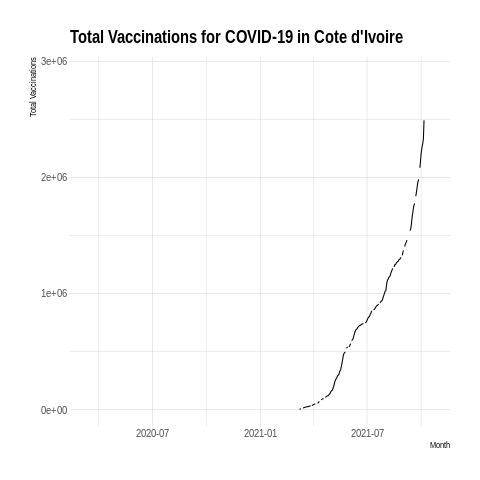 Total Vaccinations for COVID-19 in Cote d'Ivoire
Total Vaccinations
3e+06
2e+06
1e+06
0e+00
2020-07 2021-01 2021-07
Month